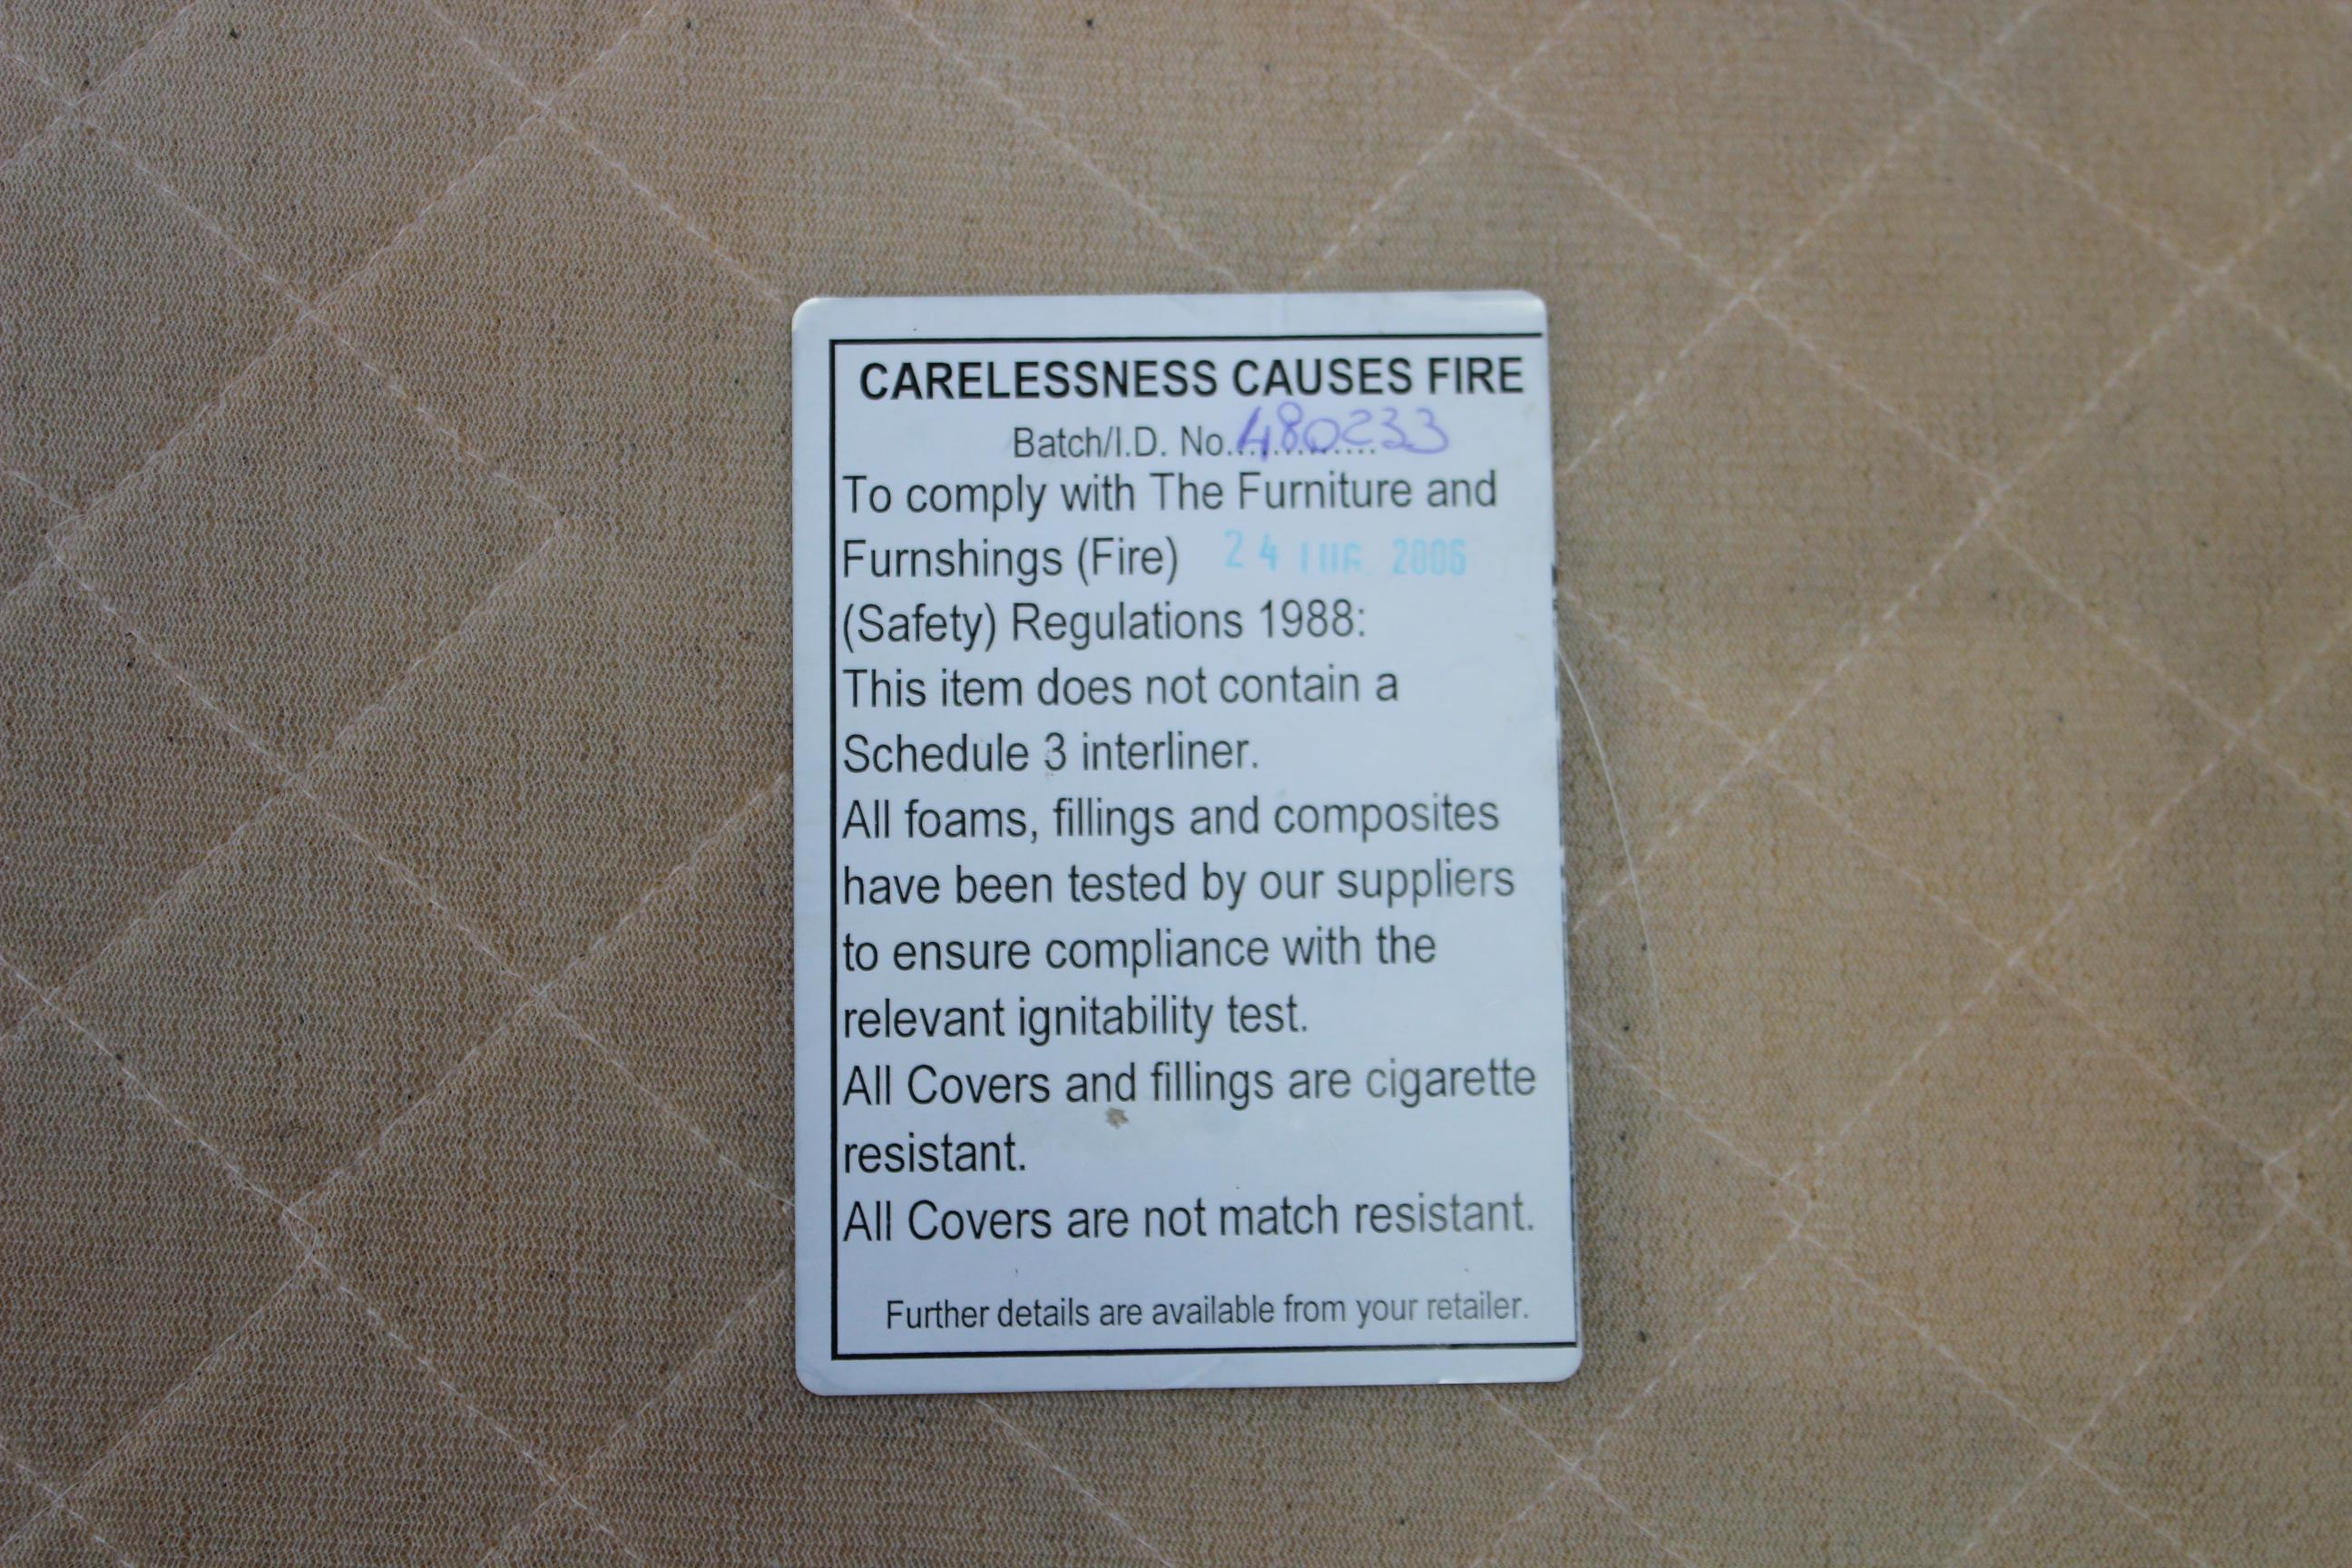 CARELESSNESS CAUSES FIRE
Batch/I.D. No.480233
To comply with The Furniture and
Furnshings (Fire) 24 2006
(Safety) Regulations 1988:
This item does not contain a
Schedule 3 interliner.
All foams, fillings and composites
have been tested by our suppliers
to ensure compliance with the
relevant ignitability test.
All Covers and fillings are cigarette
resistant.
All Covers are not match resistant.
Further details are available from your retailer.